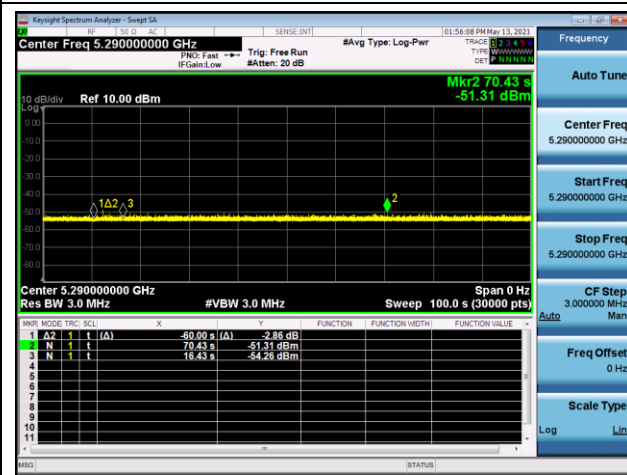 Keysight Spectrum Analyzer - Swept SA
RF 50 Ω AC SENSE:INT 01:56:08 PM May 13, 2021
Center Freq 5.290000000 GHz #Avg Type: Log-Pwr TRACE 1 2 3 4 5 6
PNO: Fast Trig: Free Run TYPE WWWWWW
IFGain:Low #Atten: 20 dB DET P N N N N N
Mkr2 70.43 s
10 dB/div Ref 10.00 dBm -51.31 dBm
Log
0.00
-10.0
-20.0
-30.0
-40.0
1Δ2 3 2
-50.0
-60.0
-70.0
-80.0
Center 5.290000000 GHz Span 0 Hz
Res BW 3.0 MHz #VBW 3.0 MHz Sweep 100.0 s (30000 pts)
MKR MODE TRC SCL X Y FUNCTION FUNCTION WIDTH FUNCTION VALUE
1 Δ2 1 t (Δ) -60.00 s (Δ) -2.86 dB
2 N 1 t 70.43 s -51.31 dBm
3 N 1 t 16.43 s -54.26 dBm
4
5
6
7
8
9
10
11
MSG STATUS
Frequency
Auto Tune
Center Freq
5.290000000 GHz
Start Freq
5.290000000 GHz
Stop Freq
5.290000000 GHz
CF Step
3.000000 MHz
Auto Man
Freq Offset
0 Hz
Scale Type
Log Lin